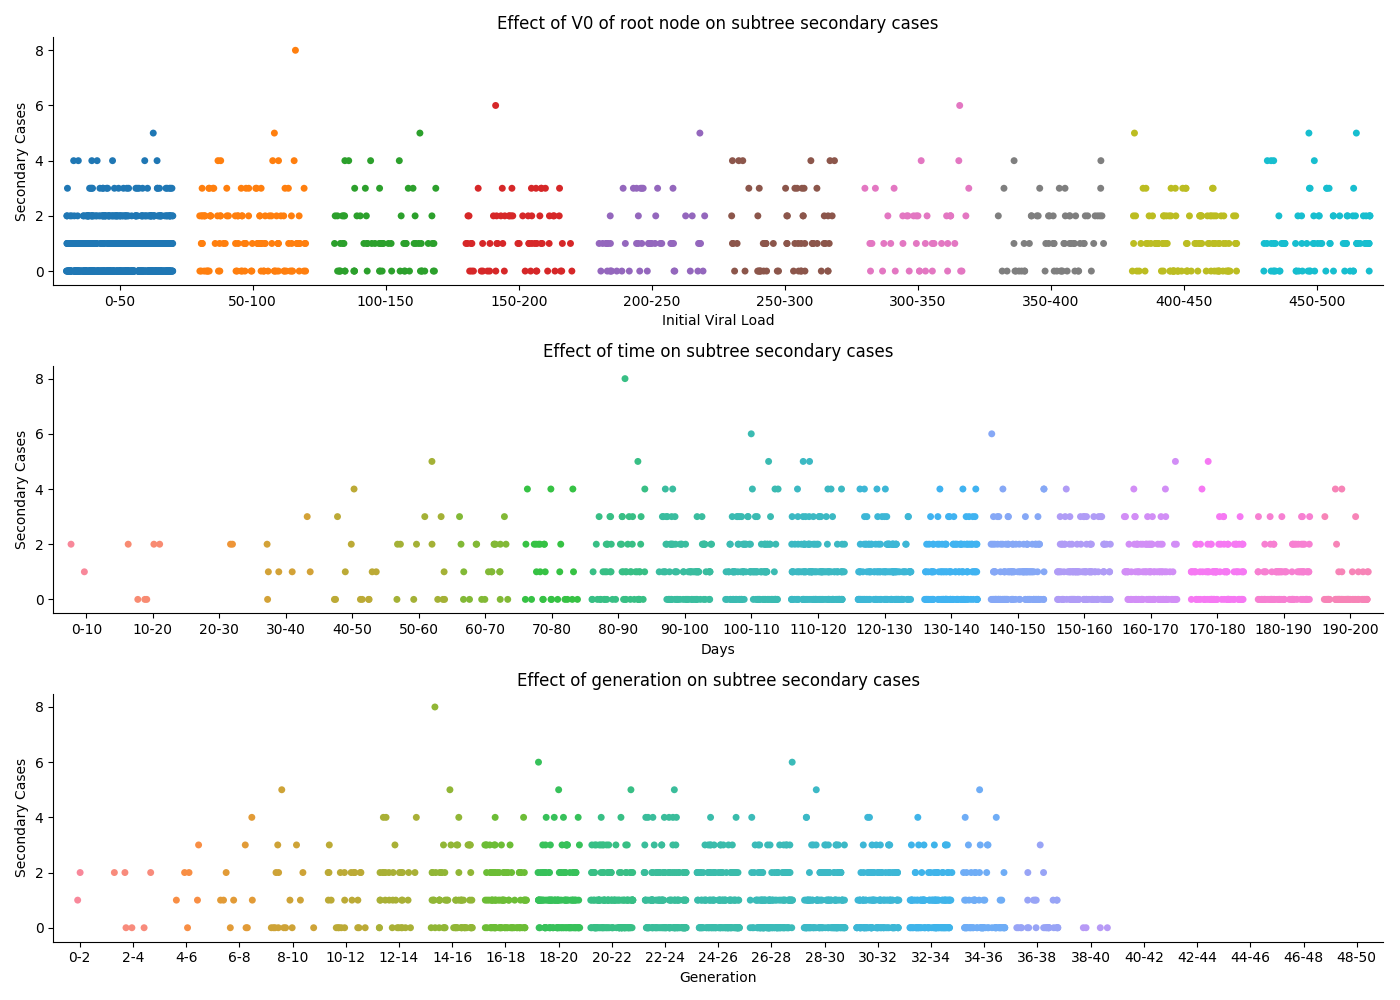 Effect of V0 of root node on subtree secondary cases
Secondary Cases
8
6
4
2
0
0-50 50-100 100-150 150-200 200-250 250-300 300-350 350-400 400-450 450-500
Initial Viral Load
Effect of time on subtree secondary cases
Secondary Cases
8
6
4
2
0
0-10 10-20 20-30 30-40 40-50 50-60 60-70 70-80 80-90 90-100 100-110 110-120 120-130 130-140 140-150 150-160 160-170 170-180 180-190 190-200
Days
Effect of generation on subtree secondary cases
Secondary Cases
8
6
4
2
0
0-2 2-4 4-6 6-8 8-10 10-12 12-14 14-16 16-18 18-20 20-22 22-24 24-26 26-28 28-30 30-32 32-34 34-36 36-38 38-40 40-42 42-44 44-46 46-48 48-50
Generation